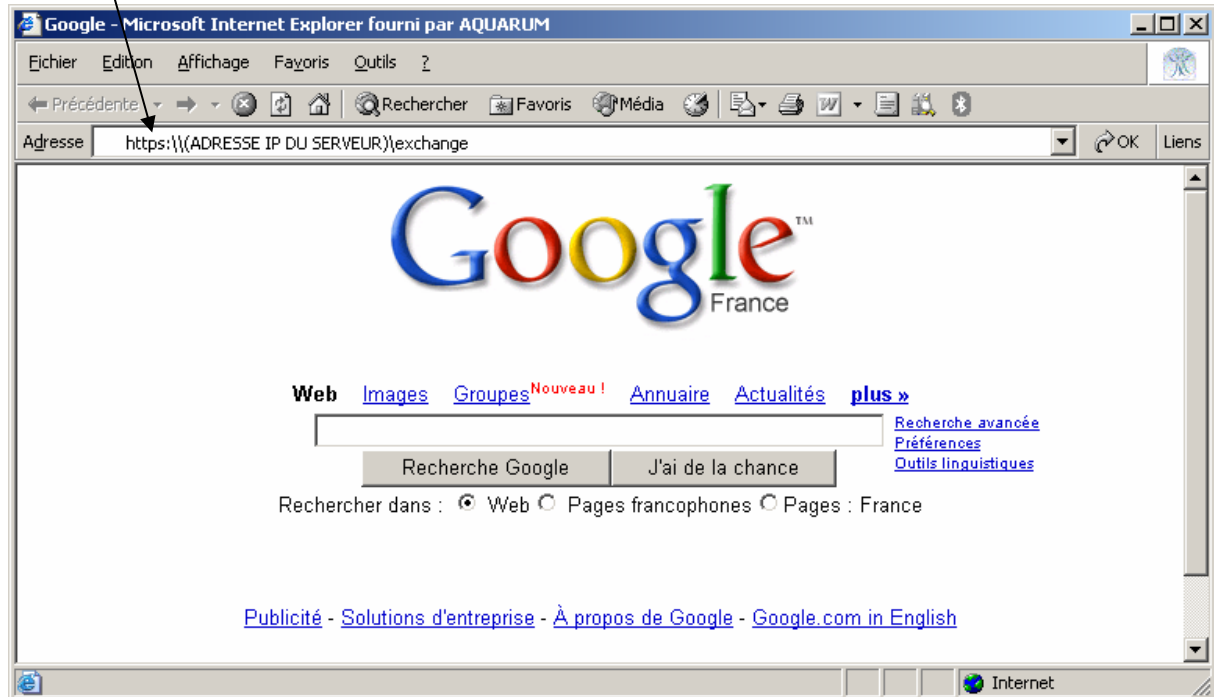 Google - Microsoft Internet Explorer fourni par AQUARUM
Fichier Edition Affichage Favoris Outils ?
Précédente Rechercher Favoris Média
Adresse https:\\(ADRESSE IP DU SERVEUR)\exchange OK Liens
Google™
France
Web Images Groupes Nouveau ! Annuaire Actualités plus »
Recherche avancée
Préférences
Outils linguistiques
Recherche Google J'ai de la chance
Rechercher dans : Web Pages francophones Pages : France
Publicité - Solutions d'entreprise - À propos de Google - Google.com in English
Internet